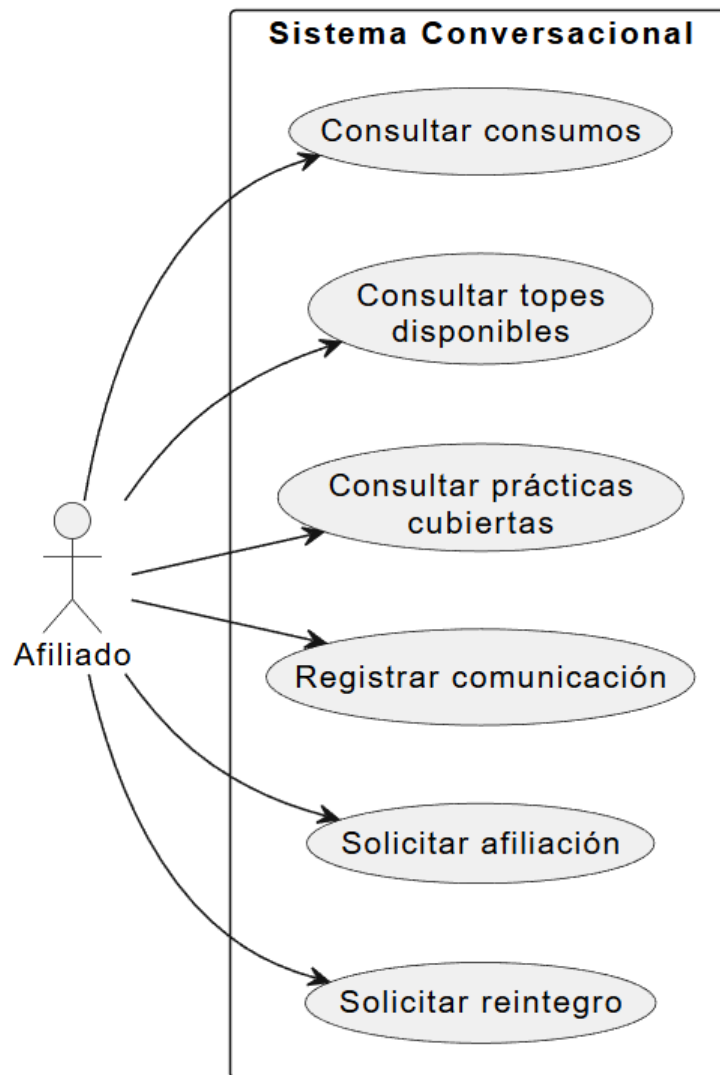 Sistema Conversacional
Consultar consumos
Consultar topes
disponibles
Consultar prácticas
cubiertas
Registrar comunicación
Afiliado
Solicitar afiliación
Solicitar reintegro